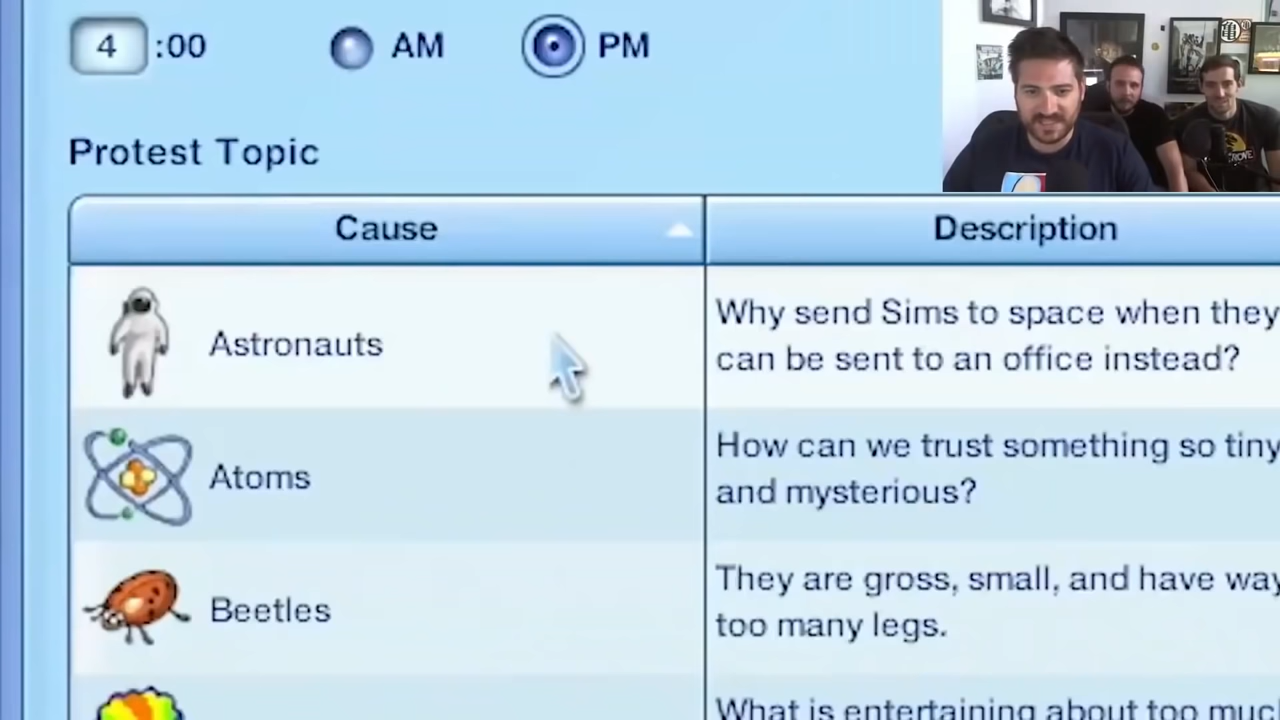 4 :00 AM PM
Protest Topic
Cause Description
Astronauts
Why send Sims to space when they
can be sent to an office instead?
Atoms
How can we trust something so tiny
and mysterious?
Beetles
They are gross, small, and have way
too many legs.
What is entertaining about too much